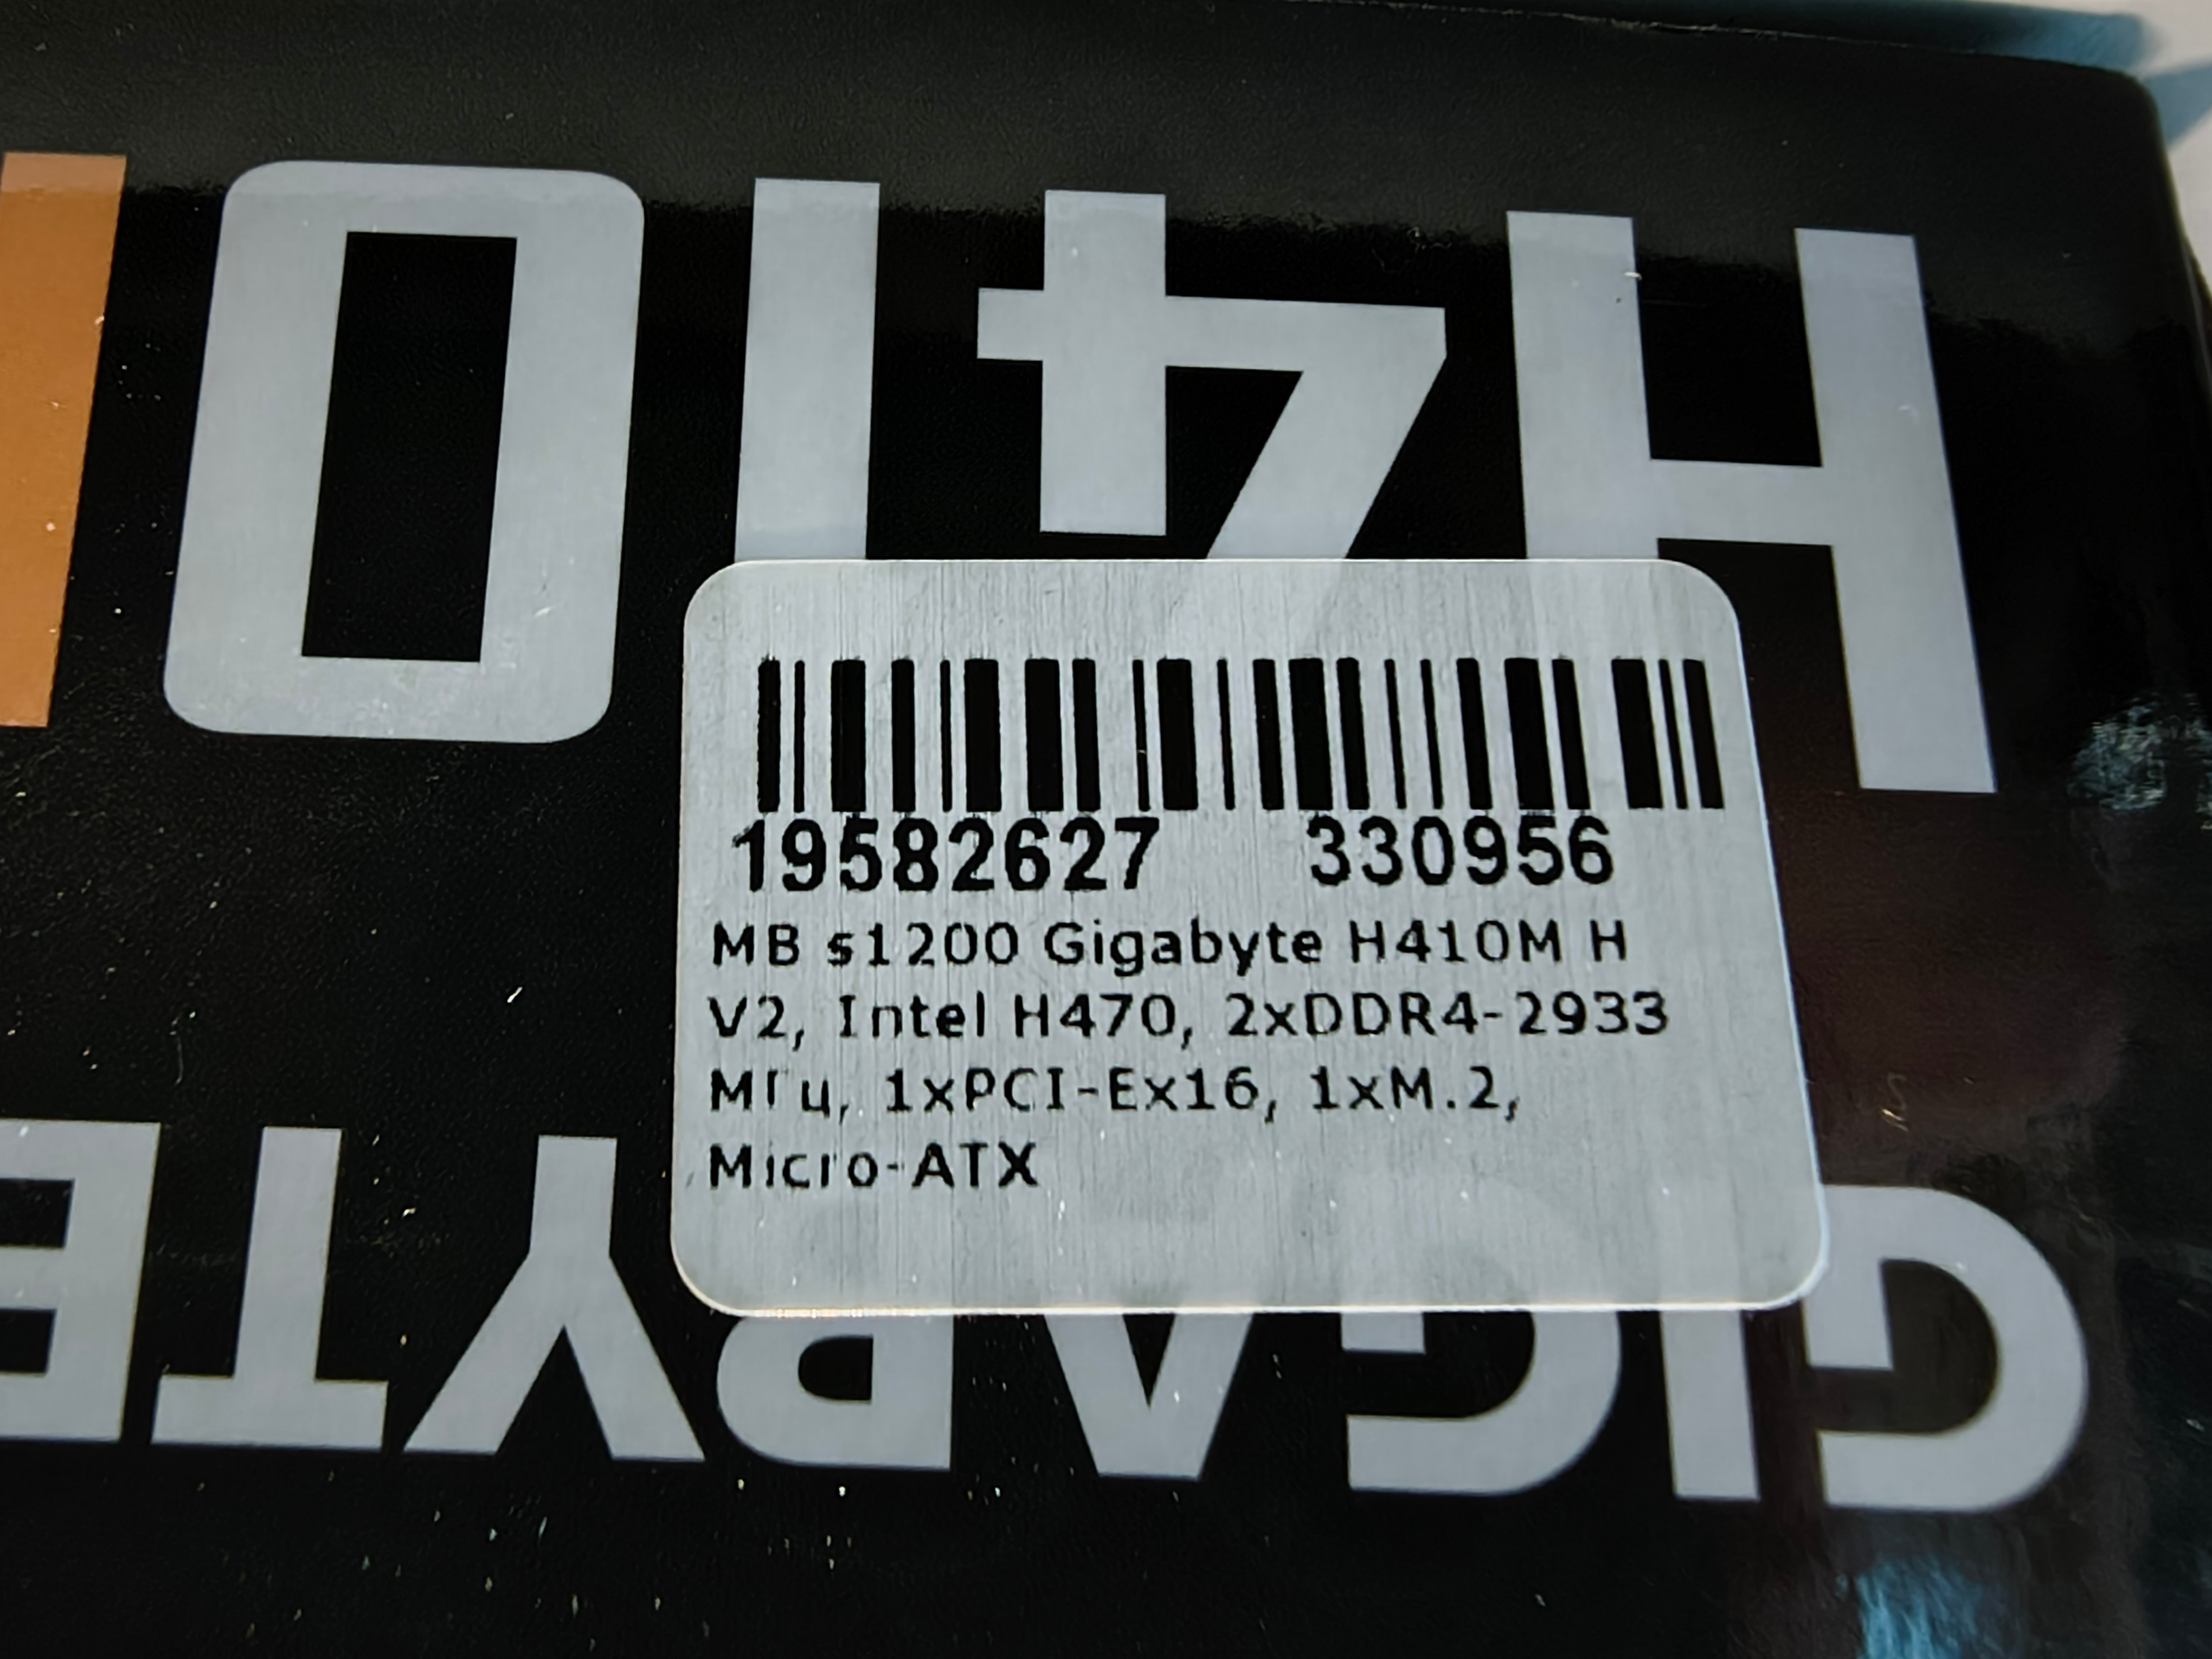 H410
19582627 330956
MB s1200 Gigabyte H410M H
V2, Intel H470, 2xDDR4-2933
МГц, 1xPCI-Ex16, 1xM.2,
Micro-ATX
GIGABYTE